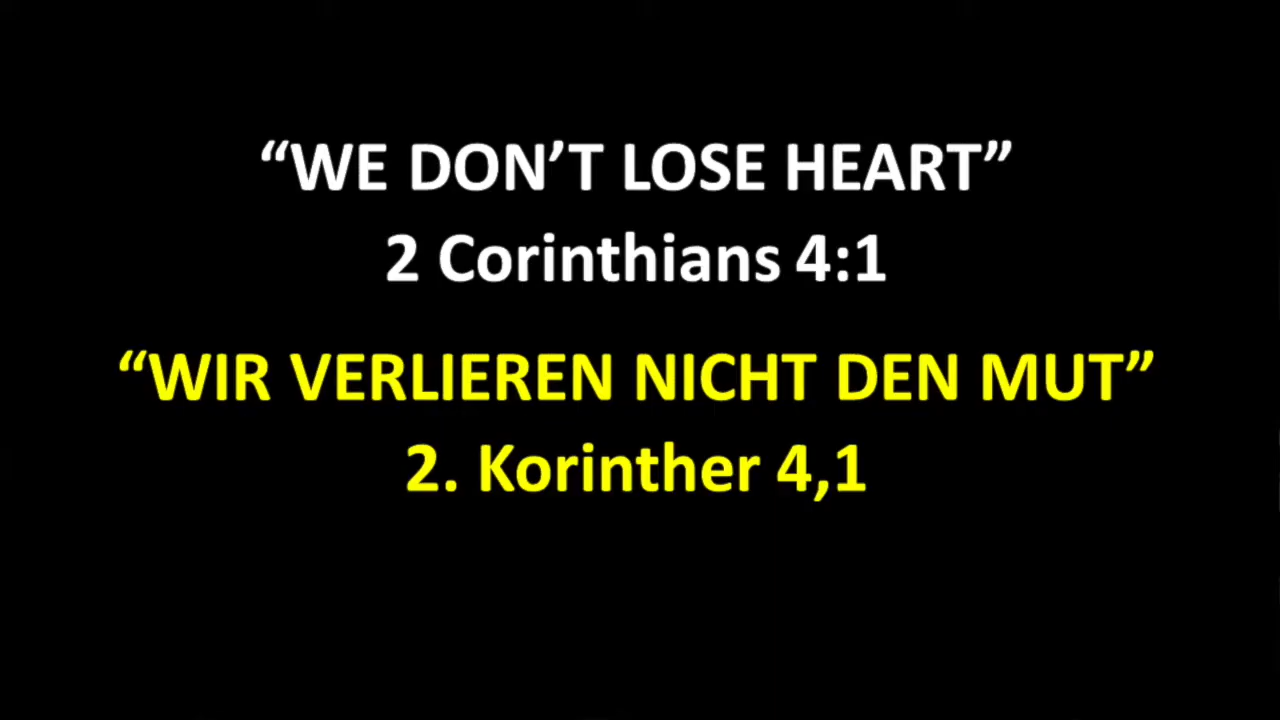 “WE DON’T LOSE HEART”
2 Corinthians 4:1
“WIR VERLIEREN NICHT DEN MUT”
2. Korinther 4,1